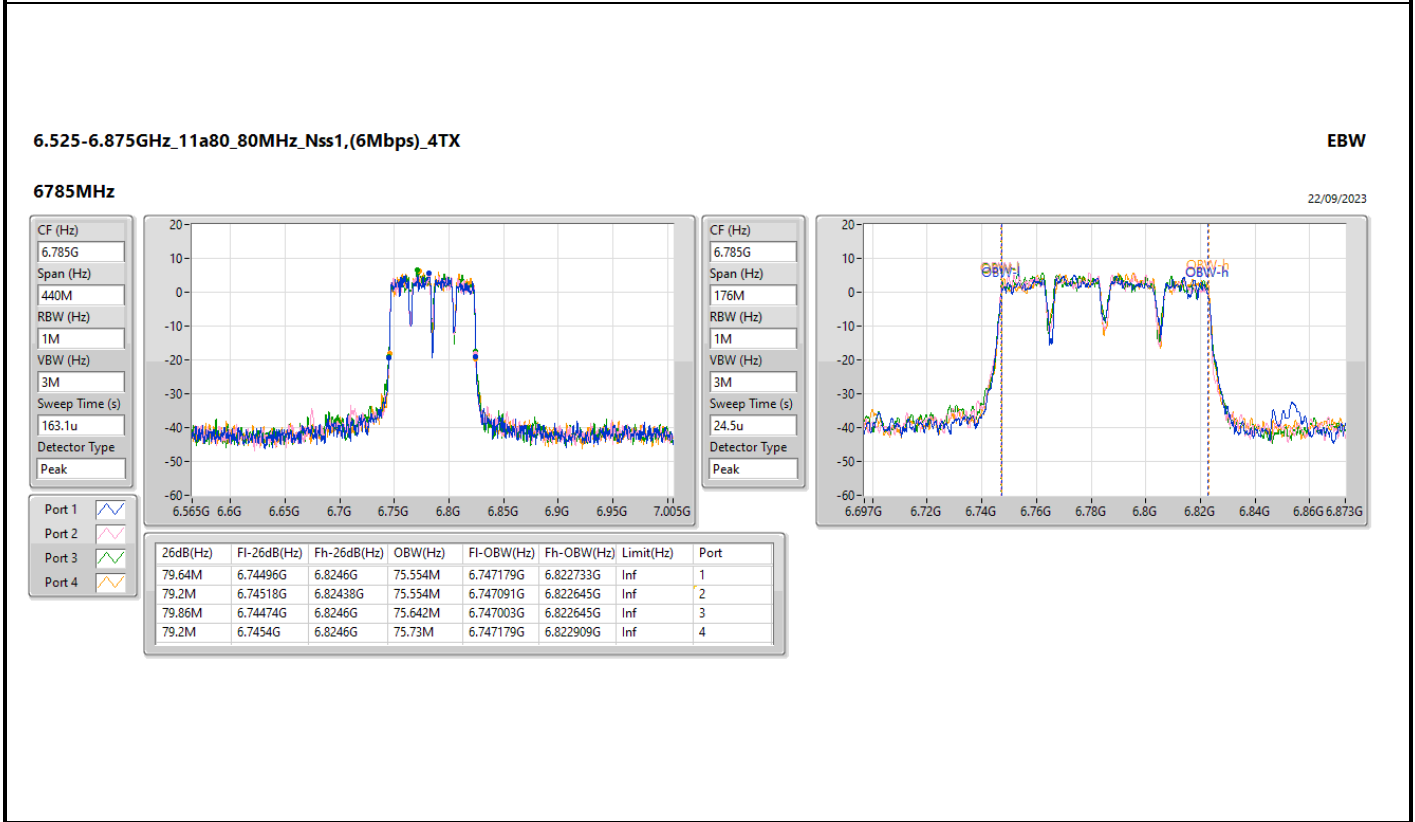 6.525-6.875GHz_11a80_80MHz_Nss1,(6Mbps)_4TX
EBW
6785MHz
22/09/2023
CF (Hz)
6.785G
Span (Hz)
440M
RBW (Hz)
1M
VBW (Hz)
3M
Sweep Time (s)
163.1u
Detector Type
Peak
20
10
0
-10
-20
-30
-40
-50
-60
6.565G 6.6G 6.65G 6.7G 6.75G 6.8G 6.85G 6.9G 6.95G 7.005G
CF (Hz)
6.785G
Span (Hz)
176M
RBW (Hz)
1M
VBW (Hz)
3M
Sweep Time (s)
24.5u
Detector Type
Peak
20
10
0
-10
-20
-30
-40
-50
-60
OBW-l
OBW-h
OBW-h
6.697G 6.72G 6.74G 6.76G 6.78G 6.8G 6.82G 6.84G 6.86G 6.873G
Port 1
Port 2
Port 3
Port 4
26dB(Hz) Fl-26dB(Hz) Fh-26dB(Hz) OBW(Hz) Fl-OBW(Hz) Fh-OBW(Hz) Limit(Hz) Port
79.64M 6.74496G 6.8246G 75.554M 6.747179G 6.822733G Inf 1
79.2M 6.74518G 6.82438G 75.554M 6.747091G 6.822645G Inf 2
79.86M 6.74474G 6.8246G 75.642M 6.747003G 6.822645G Inf 3
79.2M 6.7454G 6.8246G 75.73M 6.747179G 6.822909G Inf 4